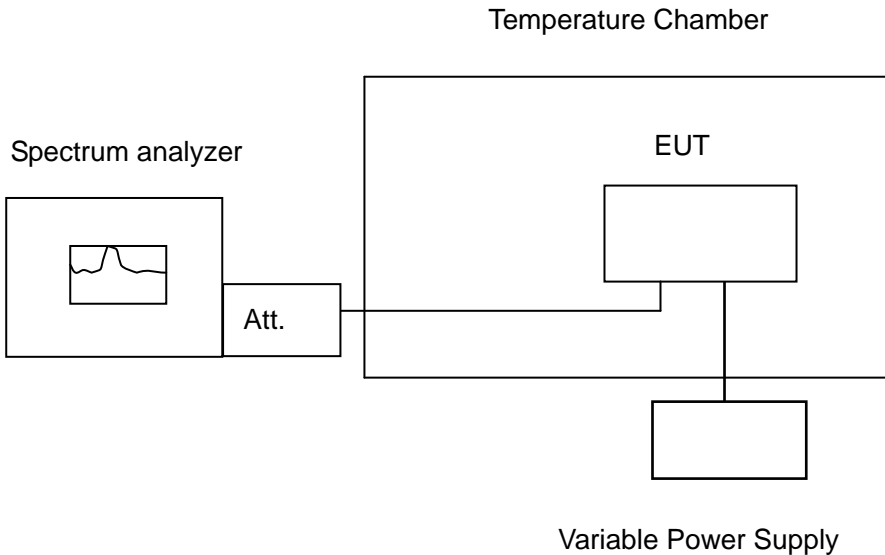 Temperature Chamber
Spectrum analyzer
EUT
Att.
Variable Power Supply